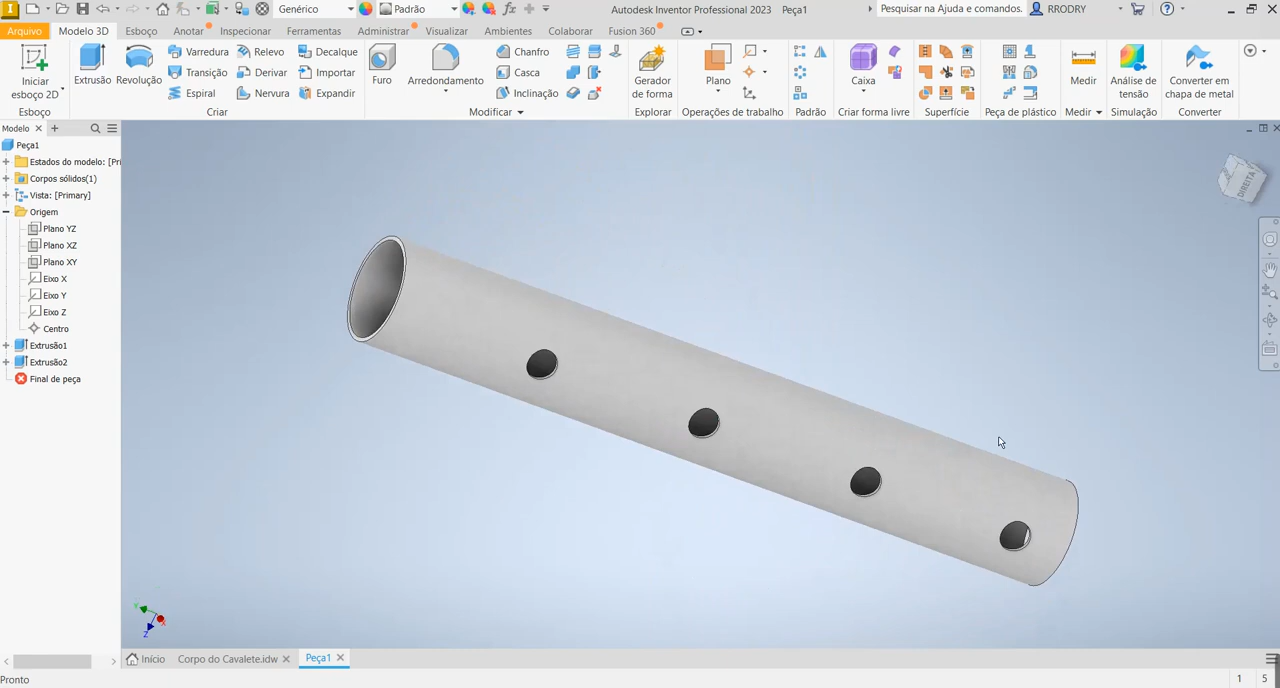 Genérico Padrão Autodesk Inventor Professional 2023 Peça1 Pesquisar na Ajuda e comandos. RRODRY
Arquivo Modelo 3D Esboço Anotar Inspecionar Ferramentas Administrar Visualizar Ambientes Colaborar Fusion 360
Iniciar
esboço 2D
Esboço
Extrusão
Revolução
Varredura
Transição
Espiral
Relevo
Derivar
Nervura
Decalque
Importar
Expandir
Criar
Furo
Arredondamento
Chanfro
Casca
Inclinação
Modificar
Gerador
de forma
Explorar
Plano
Operações de trabalho
Padrão
Caixa
Criar forma livre
Superfície
Peça de plástico
Medir
Medir
Análise de
tensão
Simulação
Converter em
chapa de metal
Converter
Modelo
Peça1
Estados do modelo: [Pri
Corpos sólidos(1)
Vista: [Primary]
Origem
Plano YZ
Plano XZ
Plano XY
Eixo X
Eixo Y
Eixo Z
Centro
Extrusão1
Extrusão2
Final de peça
DIREITA
Y
X
Z
Início Corpo do Cavalete.idw Peça1
Pronto 1 5